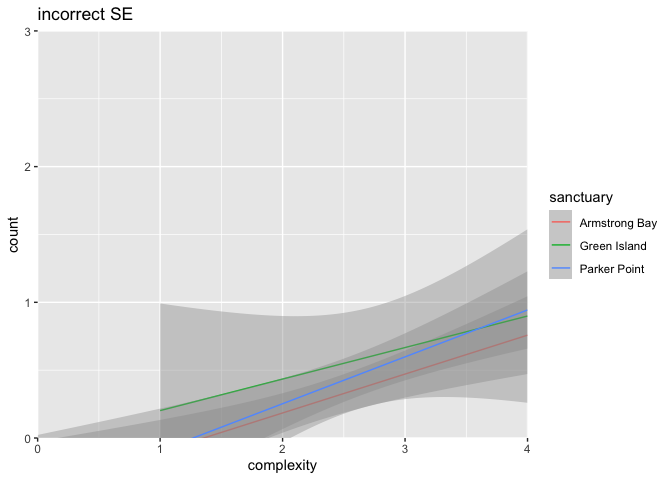 incorrect SE
3
2
1
0
count
0 1 2 3 4
complexity
sanctuary
Armstrong Bay
Green Island
Parker Point